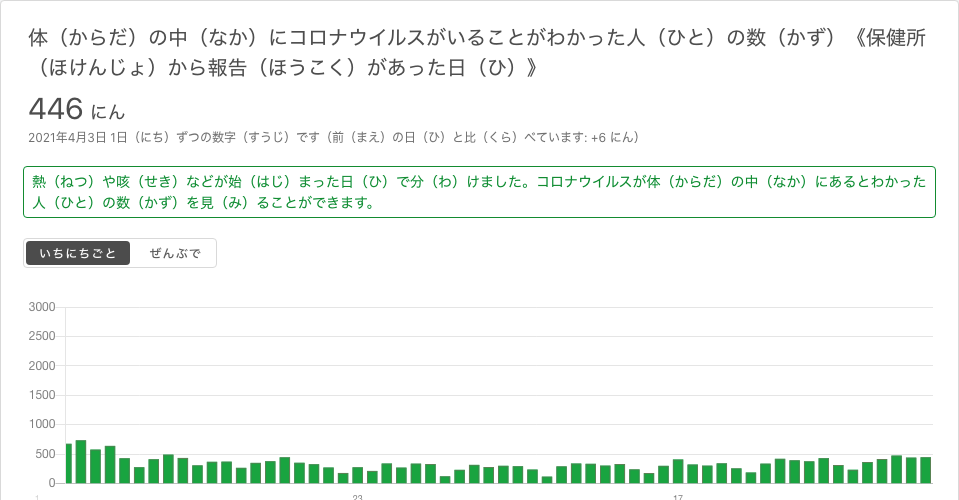 体（からだ）の中（なか）にコロナウイルスがいることがわかった人（ひと）の数（かず）《保健所
（ほけんじょ）から報告（ほうこく）があった日（ひ）》
446 にん
2021年4月3日 1日（にち）ずつの数字（すうじ）です（前（まえ）の日（ひ）と比（くら）べています: +6 にん）
熱（ねつ）や咳（せき）などが始（はじ）まった日（ひ）で分（わ）けました。コロナウイルスが体（からだ）の中（なか）にあるとわかった
人（ひと）の数（かず）を見（み）ることができます。
いちにちごと ぜんぶで
3000
2500
2000
1500
1000
500
0
1 23 17